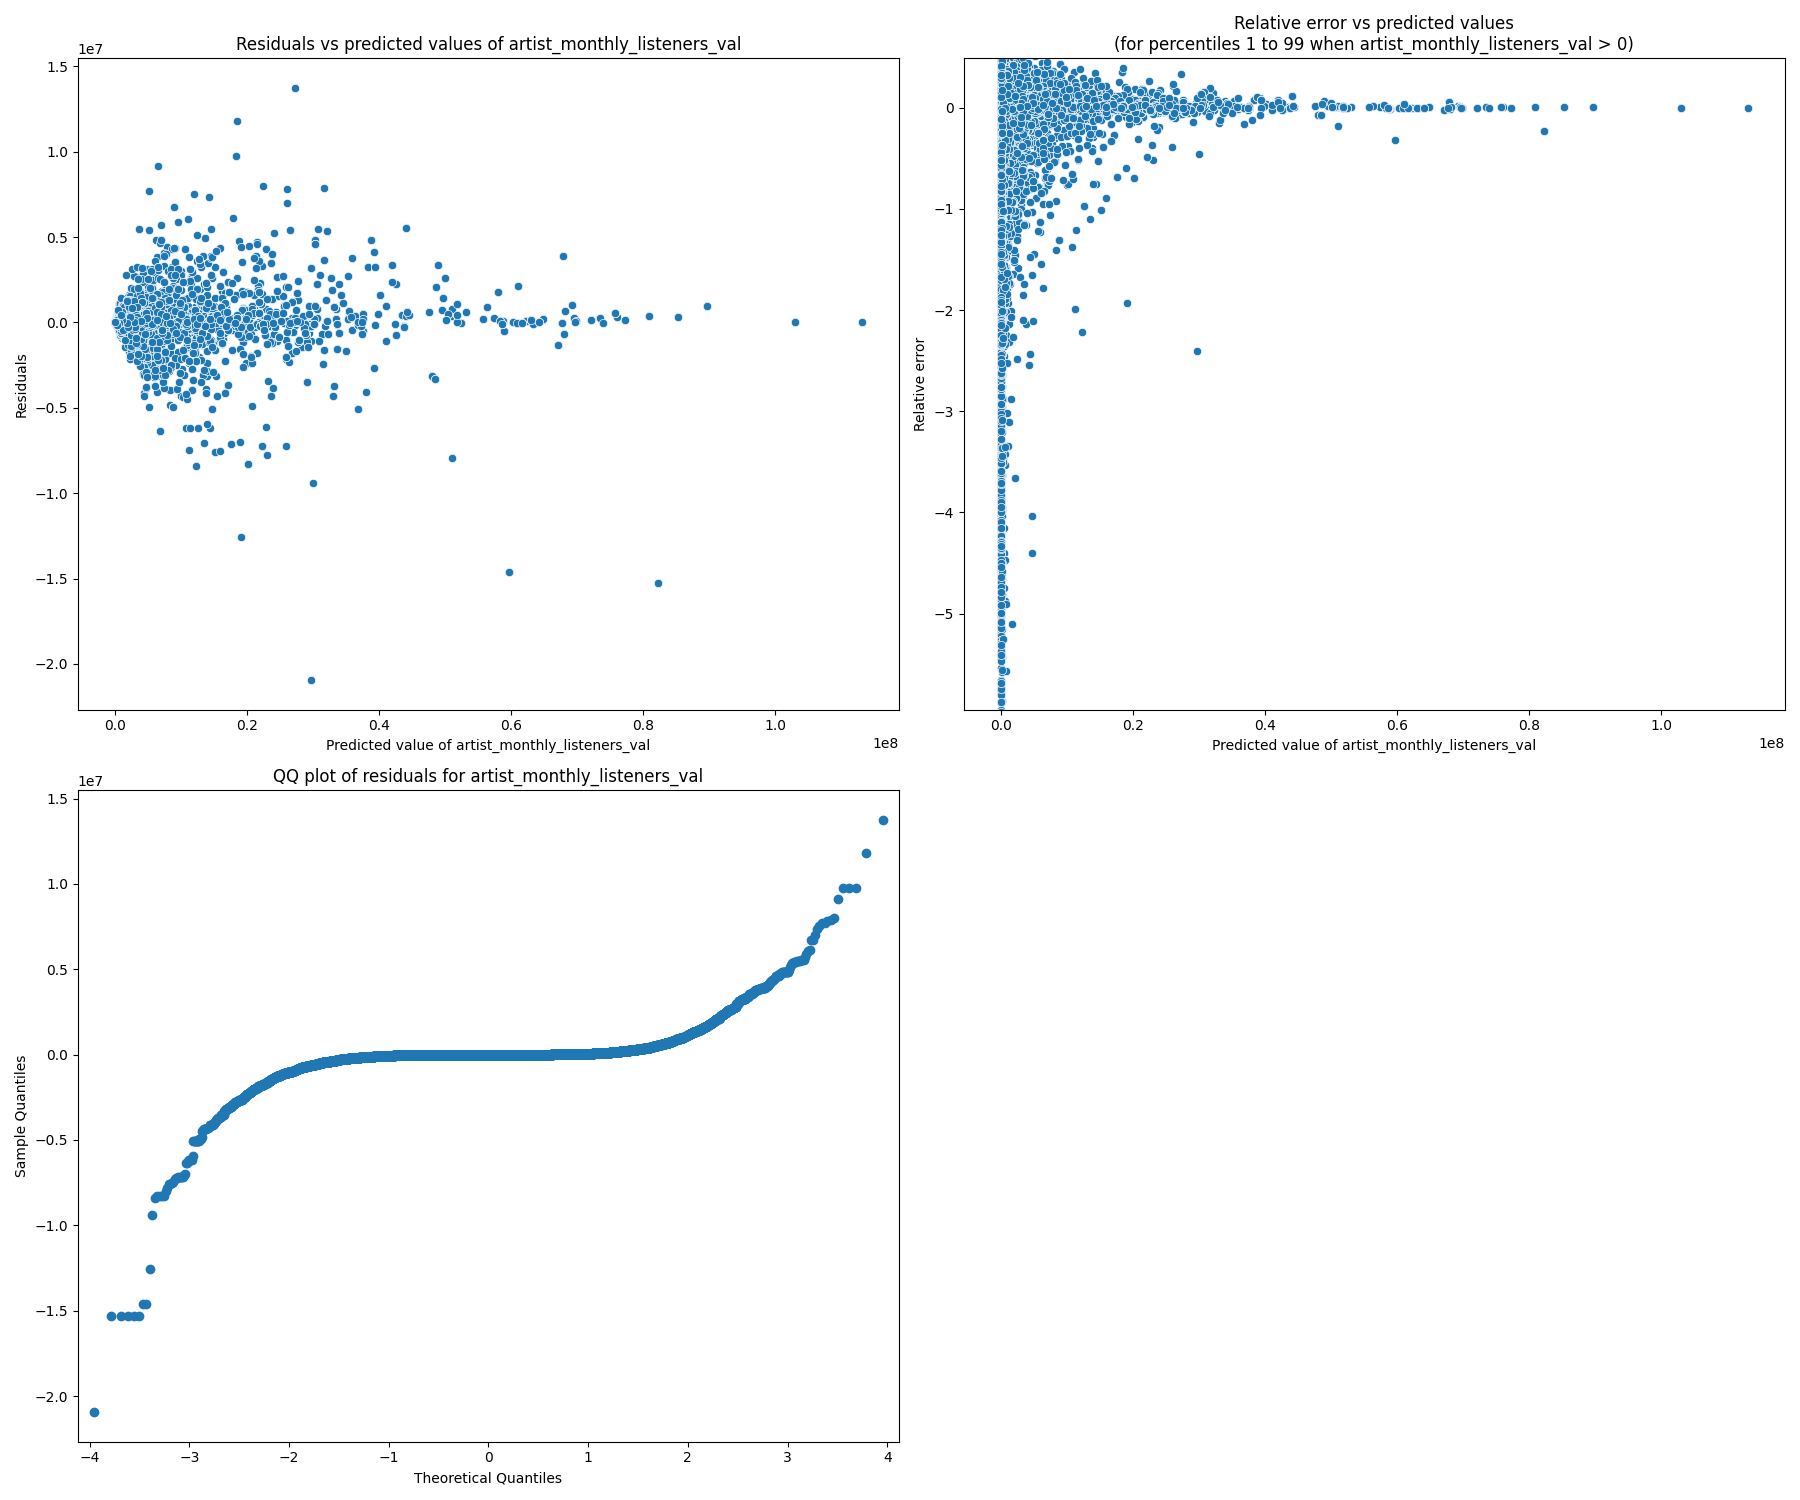 Residuals vs predicted values of artist_monthly_listeners_val
1e7
1.5
1.0
0.5
0.0
−0.5
−1.0
−1.5
−2.0
Residuals
0.0 0.2 0.4 0.6 0.8 1.0
1e8
Predicted value of artist_monthly_listeners_val
Relative error vs predicted values
(for percentiles 1 to 99 when artist_monthly_listeners_val > 0)
0
−1
−2
−3
−4
−5
Relative error
0.0 0.2 0.4 0.6 0.8 1.0
1e8
Predicted value of artist_monthly_listeners_val
QQ plot of residuals for artist_monthly_listeners_val
1e7
1.5
1.0
0.5
0.0
−0.5
−1.0
−1.5
−2.0
Sample Quantiles
−4 −3 −2 −1 0 1 2 3 4
Theoretical Quantiles